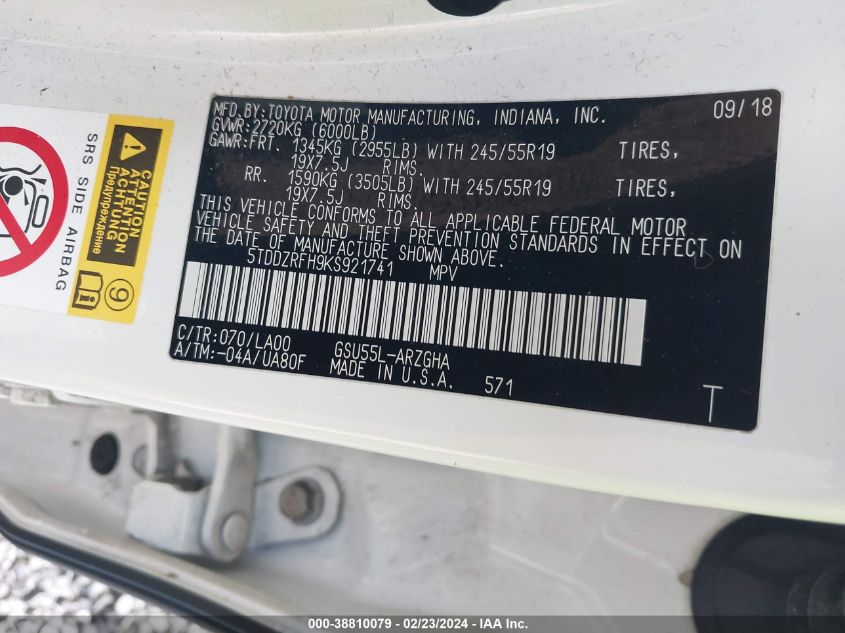 MFD.BY:TOYOTA MOTOR MANUFACTURING, INDIANA, INC. 09/18
GVWR:2720KG (6000LB)
GAWR:FRT. 1345KG (2955LB) WITH 245/55R19 TIRES,
19X7.5J RIMS.
RR. 1590KG (3505LB) WITH 245/55R19 TIRES,
19X7.5J RIMS.
THIS VEHICLE CONFORMS TO ALL APPLICABLE FEDERAL MOTOR
VEHICLE SAFETY AND THEFT PREVENTION STANDARDS IN EFFECT ON
THE DATE OF MANUFACTURE SHOWN ABOVE.
5TDDZRFH9KS921741 MPV
C/TR:070/LA00 GSU55L-ARZGHA
A/TM:-04A/UA80F MADE IN U.S.A. 571
T
SRS SIDE AIRBAG
CAUTION
ATTENTION
ACHTUNG
Предупреждение
9
000-38810079 - 02/23/2024 - IAA Inc.